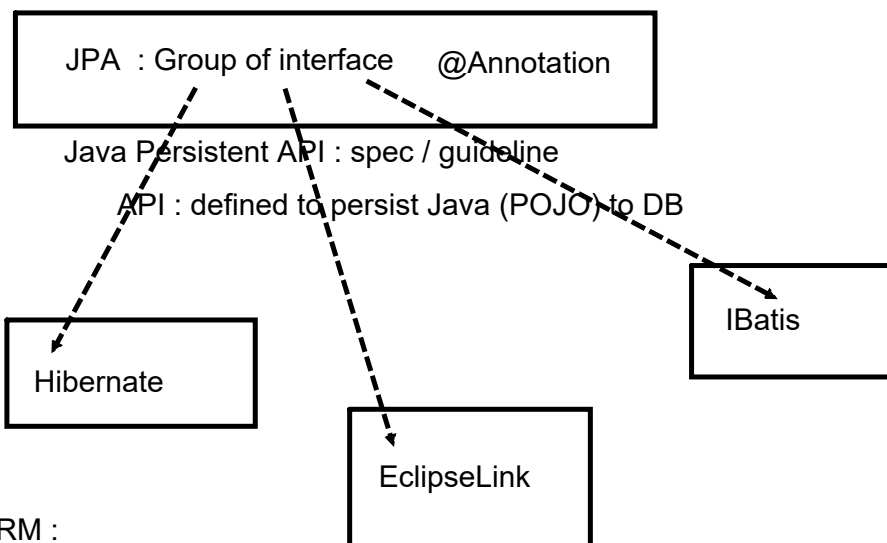 JPA : Group of interface @Annotation
Java Persistent API : spec / guideline
API : defined to persist Java (POJO) to DB
IBatis
Hibernate
EclipseLink
RM :